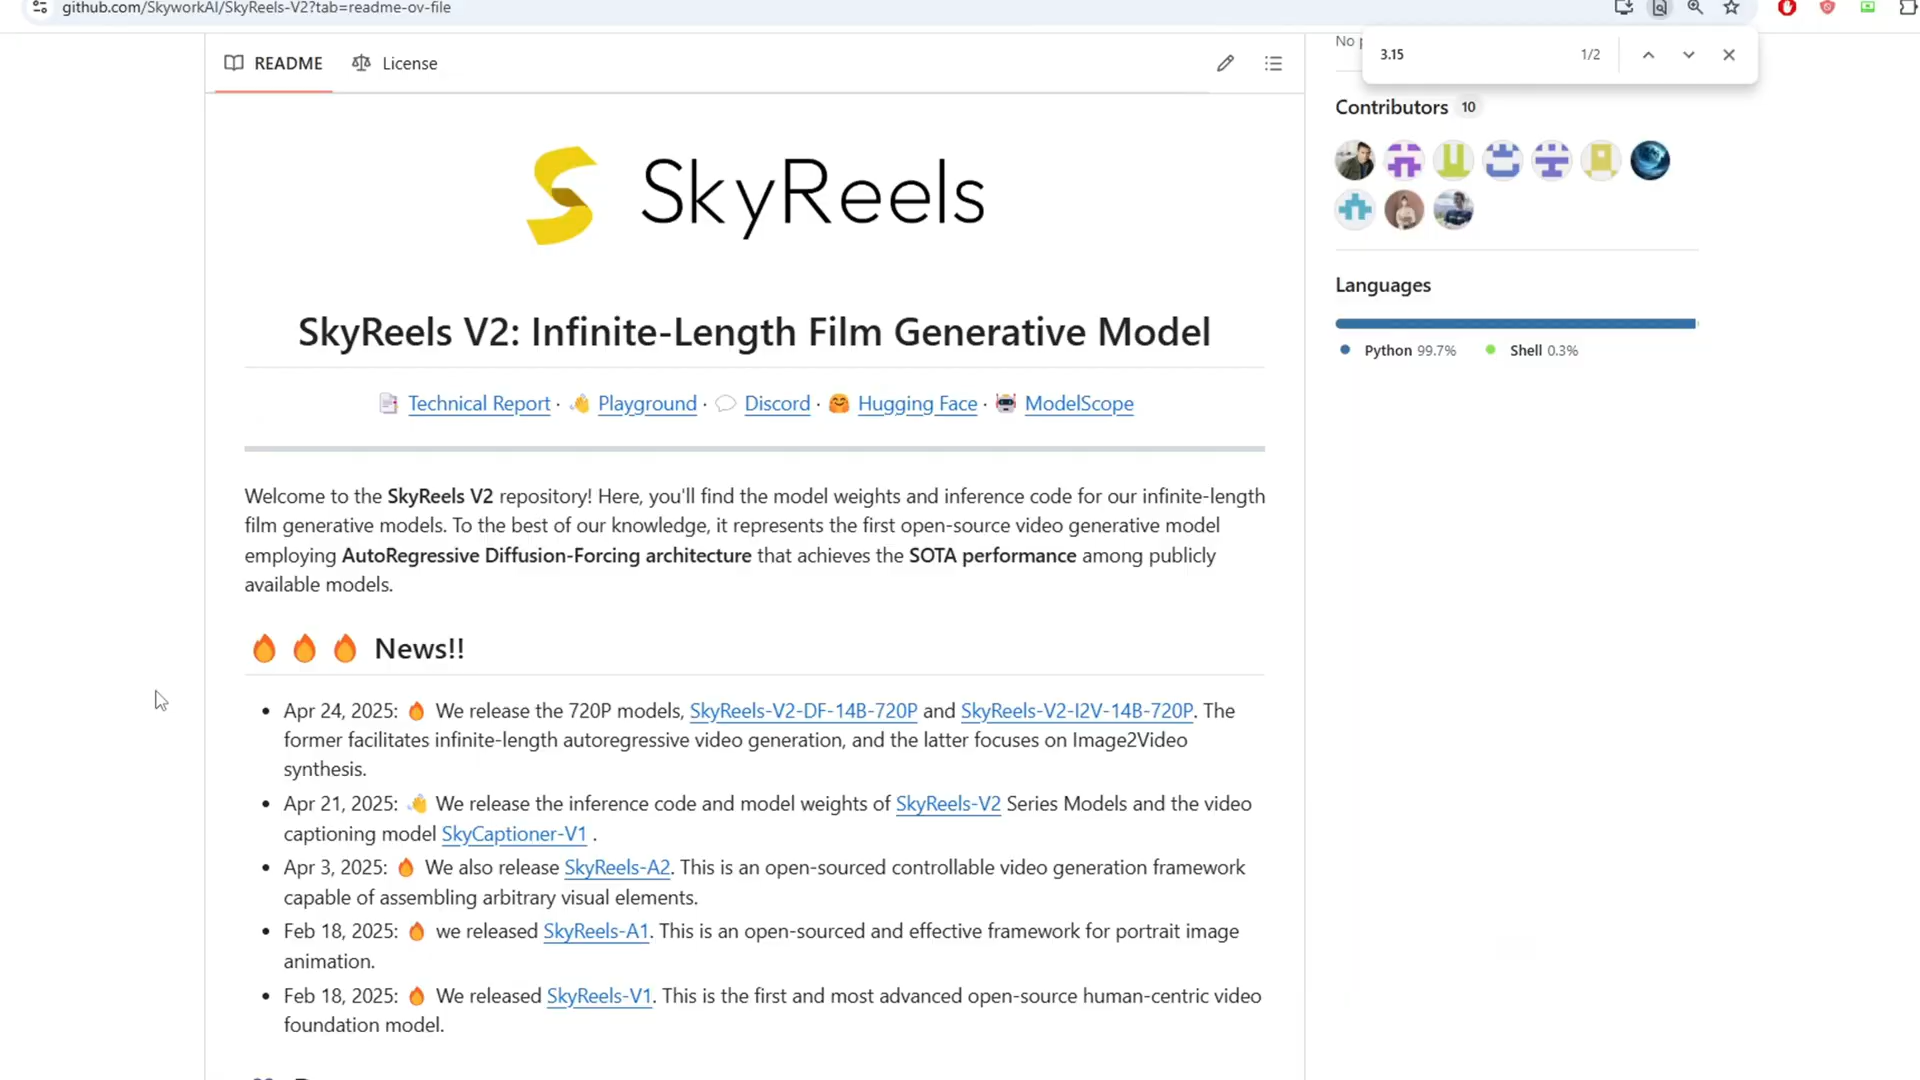 github.com/SkyworkAI/SkyReels-V2?tab=readme-ov-file
README
License
No
3.15
1/2
Contributors 10
SkyReels
Languages
Python 99.7%
Shell 0.3%
SkyReels V2: Infinite-Length Film Generative Model
Technical Report · Playground · Discord · Hugging Face · ModelScope
Welcome to the SkyReels V2 repository! Here, you'll find the model weights and inference code for our infinite-length
film generative models. To the best of our knowledge, it represents the first open-source video generative model
employing AutoRegressive Diffusion-Forcing architecture that achieves the SOTA performance among publicly
available models.
News!!
Apr 24, 2025: We release the 720P models, SkyReels-V2-DF-14B-720P and SkyReels-V2-I2V-14B-720P. The
former facilitates infinite-length autoregressive video generation, and the latter focuses on Image2Video
synthesis.
Apr 21, 2025: We release the inference code and model weights of SkyReels-V2 Series Models and the video
captioning model SkyCaptioner-V1 .
Apr 3, 2025: We also release SkyReels-A2. This is an open-sourced controllable video generation framework
capable of assembling arbitrary visual elements.
Feb 18, 2025: we released SkyReels-A1. This is an open-sourced and effective framework for portrait image
animation.
Feb 18, 2025: We released SkyReels-V1. This is the first and most advanced open-source human-centric video
foundation model.